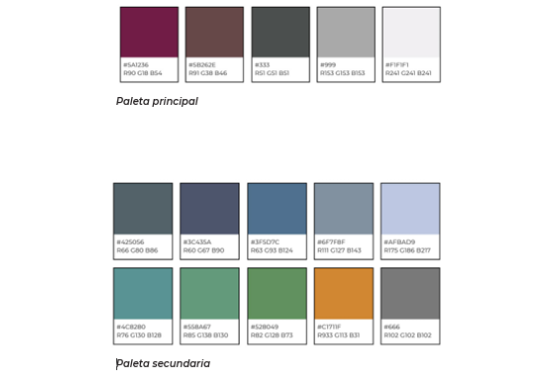 #5A1236 #5B262E #333 #999 #F1F1F1
R90 G18 B54 R91 G38 B46 R51 G51 B51 R153 G153 B153 R241 G241 B241
Paleta principal
#425056 #3C435A #3F5D7C #6F7F8F #AFBAD9
R66 G80 B86 R60 G67 B90 R63 G93 B124 R111 G127 B143 R175 G186 B217
#4C8280 #558A67 #528049 #C1711F #666
R76 G130 B128 R85 G138 B130 R82 G128 B73 R933 G113 B31 R102 G102 B102
Paleta secundaria